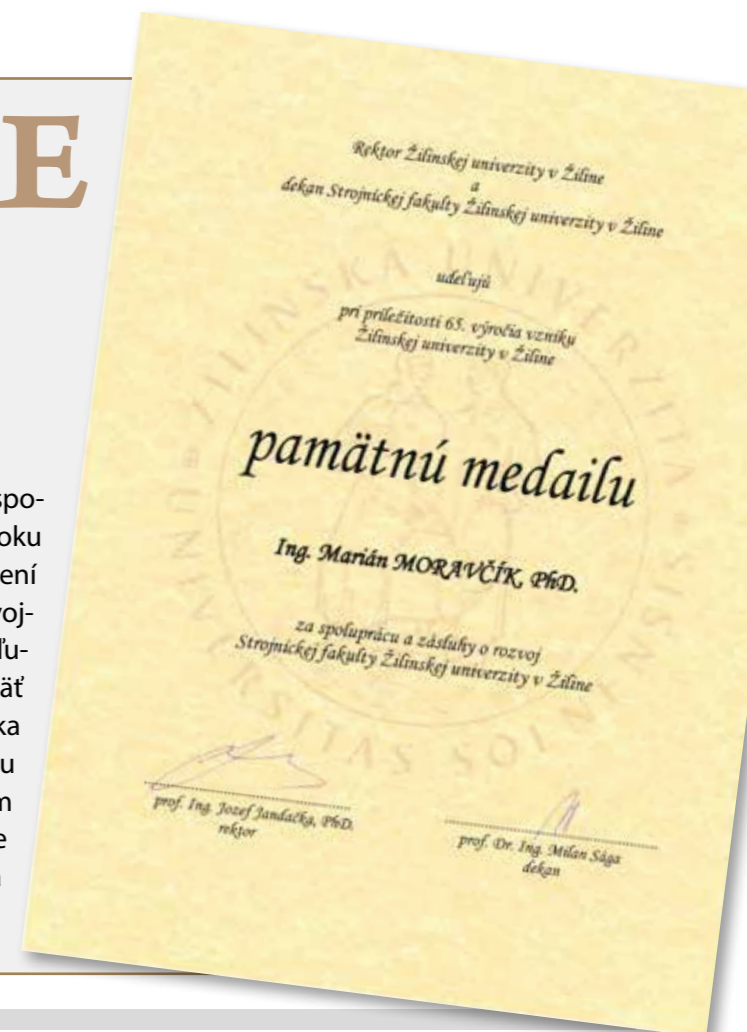 E
spo-
oku
ení
voj-
ľu-
äť
ka
u
e
Rektor Žilinskej univerzity v Žiline
a
dekan Strojníckej fakulty Žilinskej univerzity v Žiline
udeľujú
pri príležitosti 65. výročia vzniku
Žilinskej univerzity v Žiline
pamätnú medailu
Ing. Marián MORAVČÍK, PhD.
za spoluprácu a zásluhy o rozvoj
Strojníckej fakulty Žilinskej univerzity v Žiline
prof. Ing. Jozef Jandačka, PhD.
rektor
prof. Dr. Ing. Milan Sága
dekan